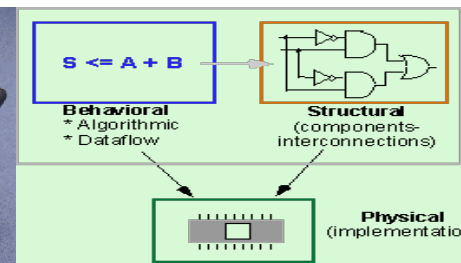 S <= A + B
Behavioral
* Algorithmic
* Dataflow
Structural
(components-
interconnections)
Physical
(implementatio